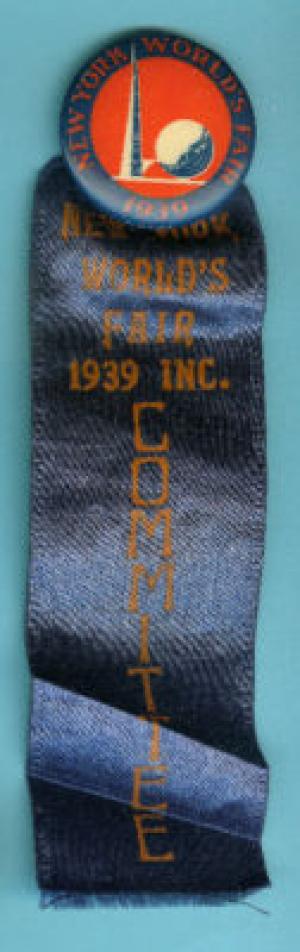 NEW YORK WORLD'S FAIR
1939
NEW YORK,
WORLD'S
FAIR
1939 INC.
COMMITTEE